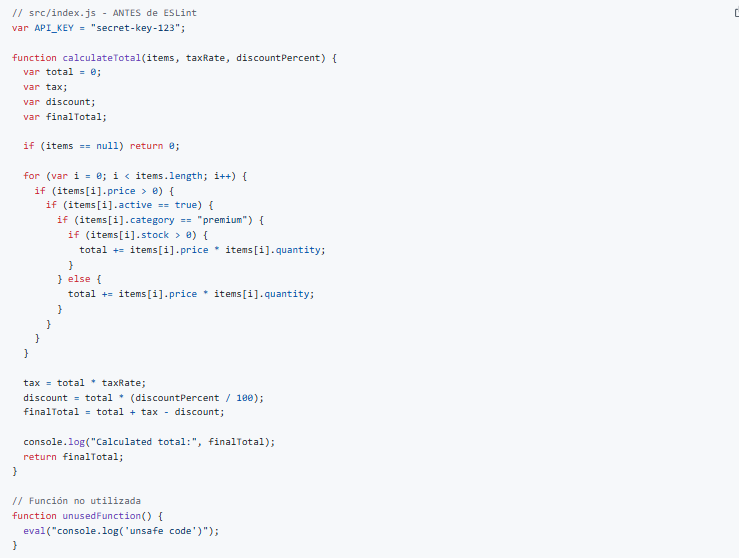 // src/index.js - ANTES de ESLint
var API_KEY = "secret-key-123";

function calculateTotal(items, taxRate, discountPercent) {
  var total = 0;
  var tax;
  var discount;
  var finalTotal;

  if (items == null) return 0;

  for (var i = 0; i < items.length; i++) {
    if (items[i].price > 0) {
      if (items[i].active == true) {
        if (items[i].category == "premium") {
          if (items[i].stock > 0) {
            total += items[i].price * items[i].quantity;
          }
        } else {
          total += items[i].price * items[i].quantity;
        }
      }
    }
  }

  tax = total * taxRate;
  discount = total * (discountPercent / 100);
  finalTotal = total + tax - discount;

  console.log("Calculated total:", finalTotal);
  return finalTotal;
}

// Función no utilizada
function unusedFunction() {
  eval("console.log('unsafe code')");
}